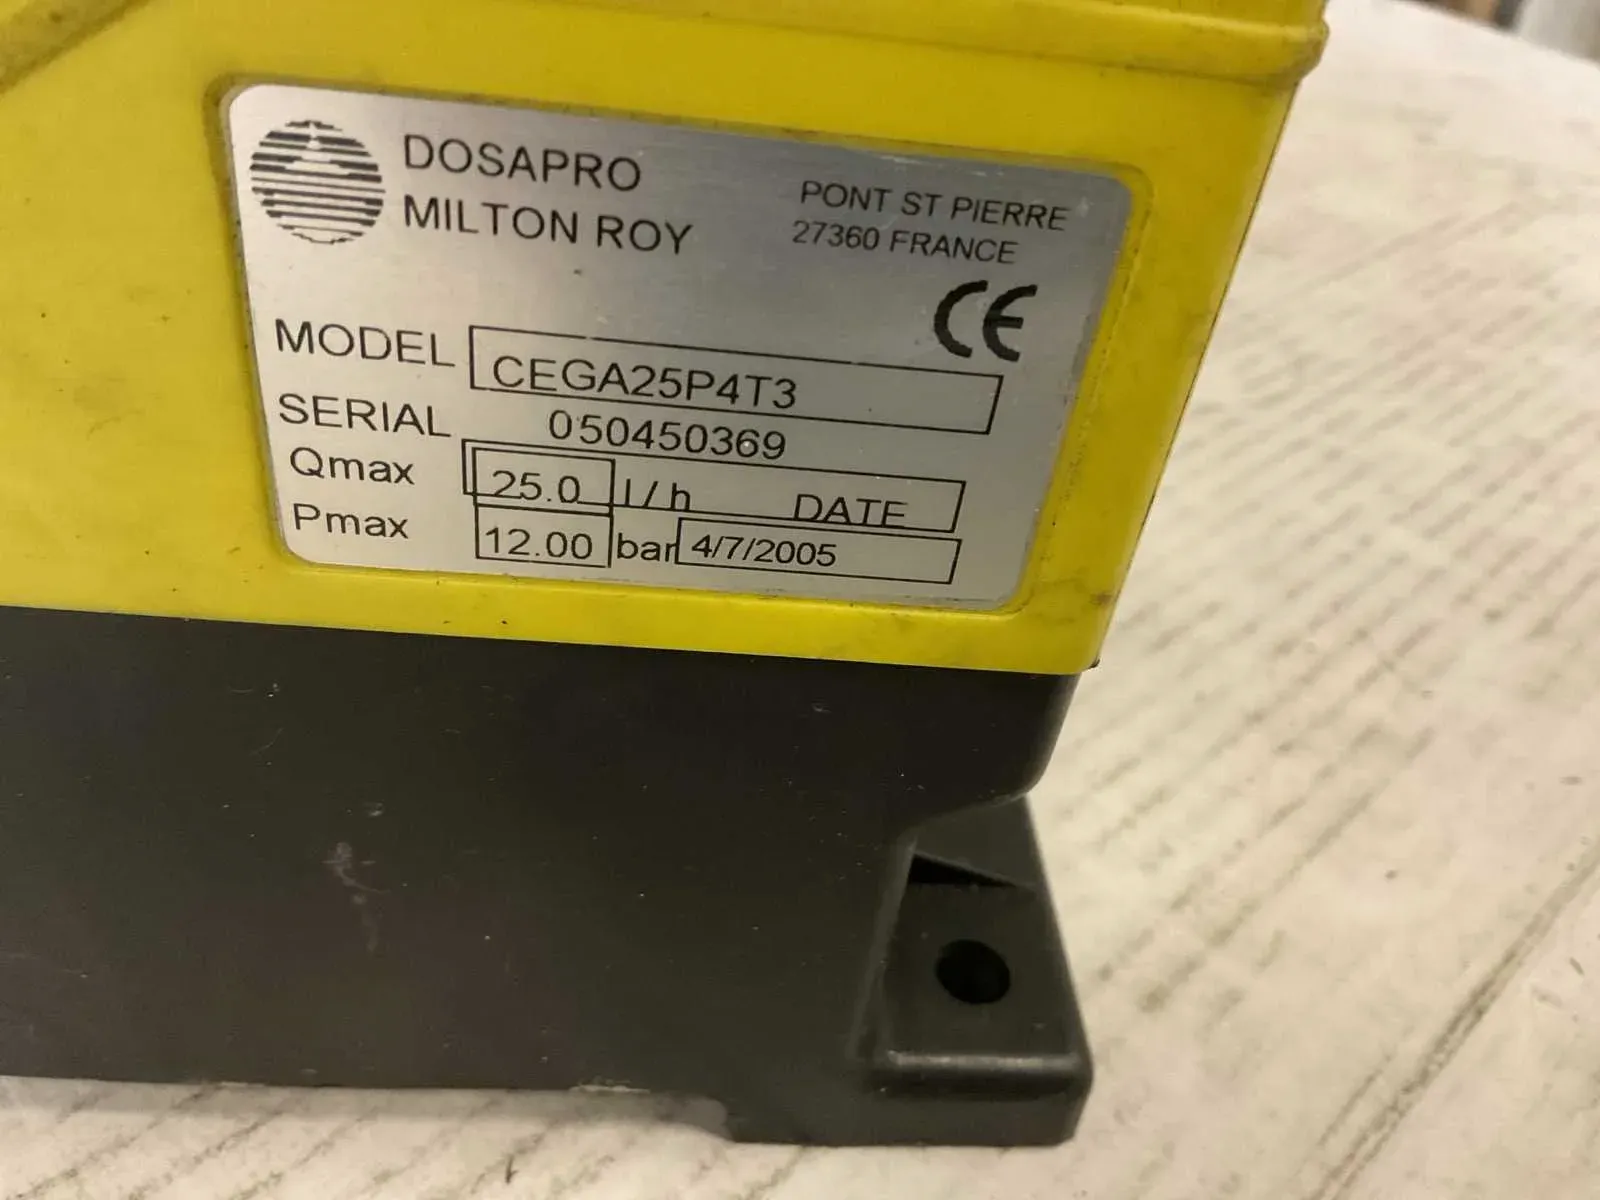 DOSAPRO
MILTON ROY
PONT ST PIERRE
27360 FRANCE
CE
MODEL CEGA25P4T3
SERIAL 050450369
Qmax 25.0 l/h DATE
Pmax 12.00 bar 4/7/2005